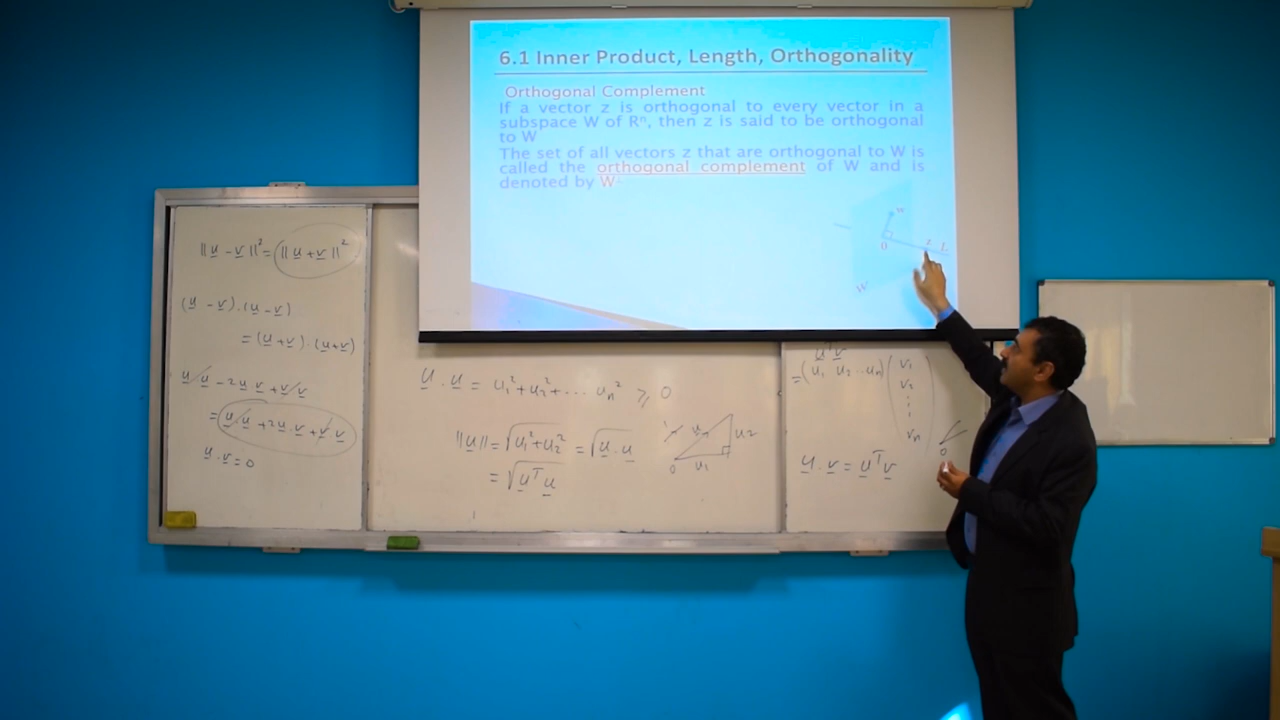 6.1 Inner Product, Length, Orthogonality
Orthogonal Complement
If a vector z is orthogonal to every vector in a
subspace W of Rⁿ, then z is said to be orthogonal
to W
The set of all vectors z that are orthogonal to W is
called the orthogonal complement of W and is
denoted by W
w
0
z L
W
||u - v||² = ||u + v||²
(u - v).(u - v)
= (u + v).(u + v)
u.u - 2u.v + v.v
= u.u + 2u.v + v.v
u.v = 0
u.u = u₁² + u₂² + ... uₙ² ⩾ 0
||u|| = √u₁² + u₂² = √u.u
= √uᵀu
u₂
0 u₁
uᵀv
= (u₁ u₂ ... uₙ) (v₁
v₂
:
vₙ)
0
u.v = uᵀv